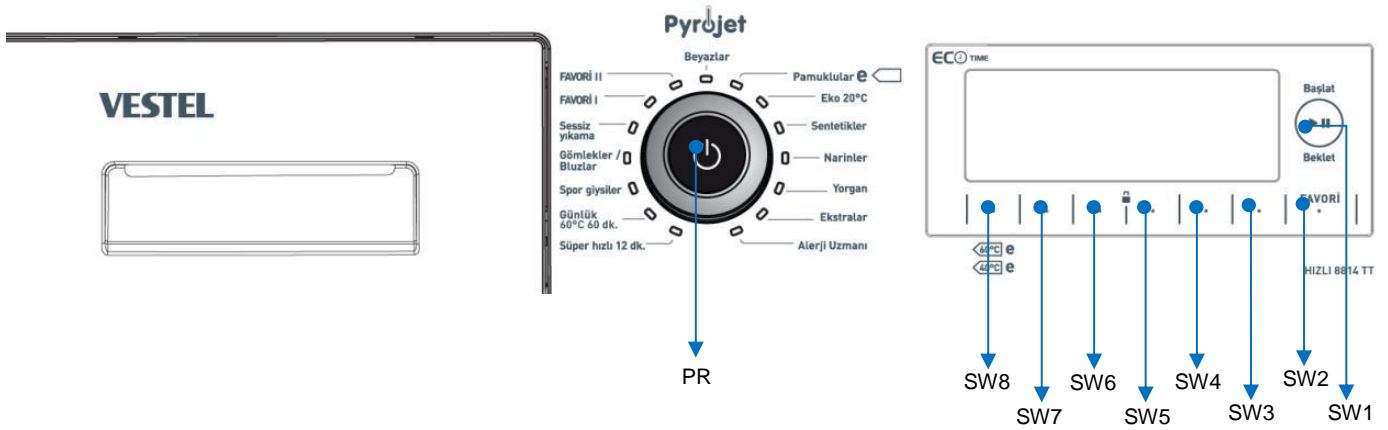 VESTEL
Pyrojet
Beyazlar
FAVORİ II
FAVORİ I
Sessiz
yıkama
Gömlekler /
Bluzlar
Spor giysiler
Günlük
60°C 60 dk.
Süper hızlı 12 dk.
Pamuklular e
Eko 20°C
Sentetikler
Narinler
Yorgan
Ekstralar
Alerji Uzmanı
PR
ECO TIME
Başlat
Beklet
FAVORİ
60°C e
40°C e
HIZLI 8814 TT
SW8
SW7
SW6
SW5
SW4
SW3
SW2
SW1